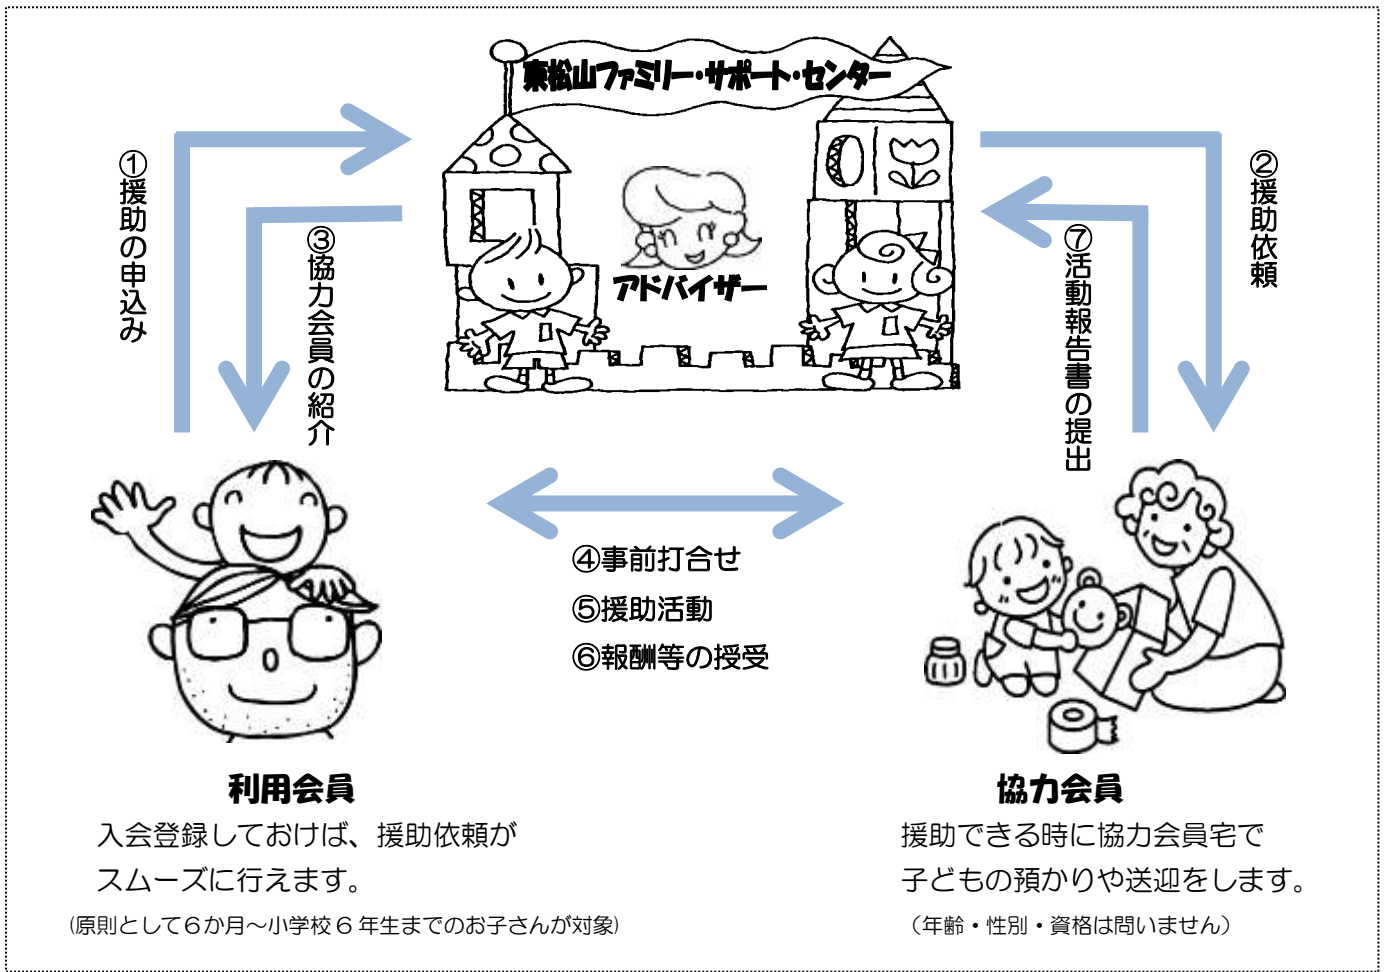 東松山ファミリー・サポート・センター
アドバイザー
①援助の申込み
③協力会員の紹介
②援助依頼
⑦活動報告書の提出
④事前打合せ
⑤援助活動
⑥報酬等の授受
利用会員
入会登録しておけば、援助依頼が
スムーズに行えます。
(原則として６か月～小学校６年生までのお子さんが対象)
協力会員
援助できる時に協力会員宅で
子どもの預かりや送迎をします。
（年齢・性別・資格は問いません）